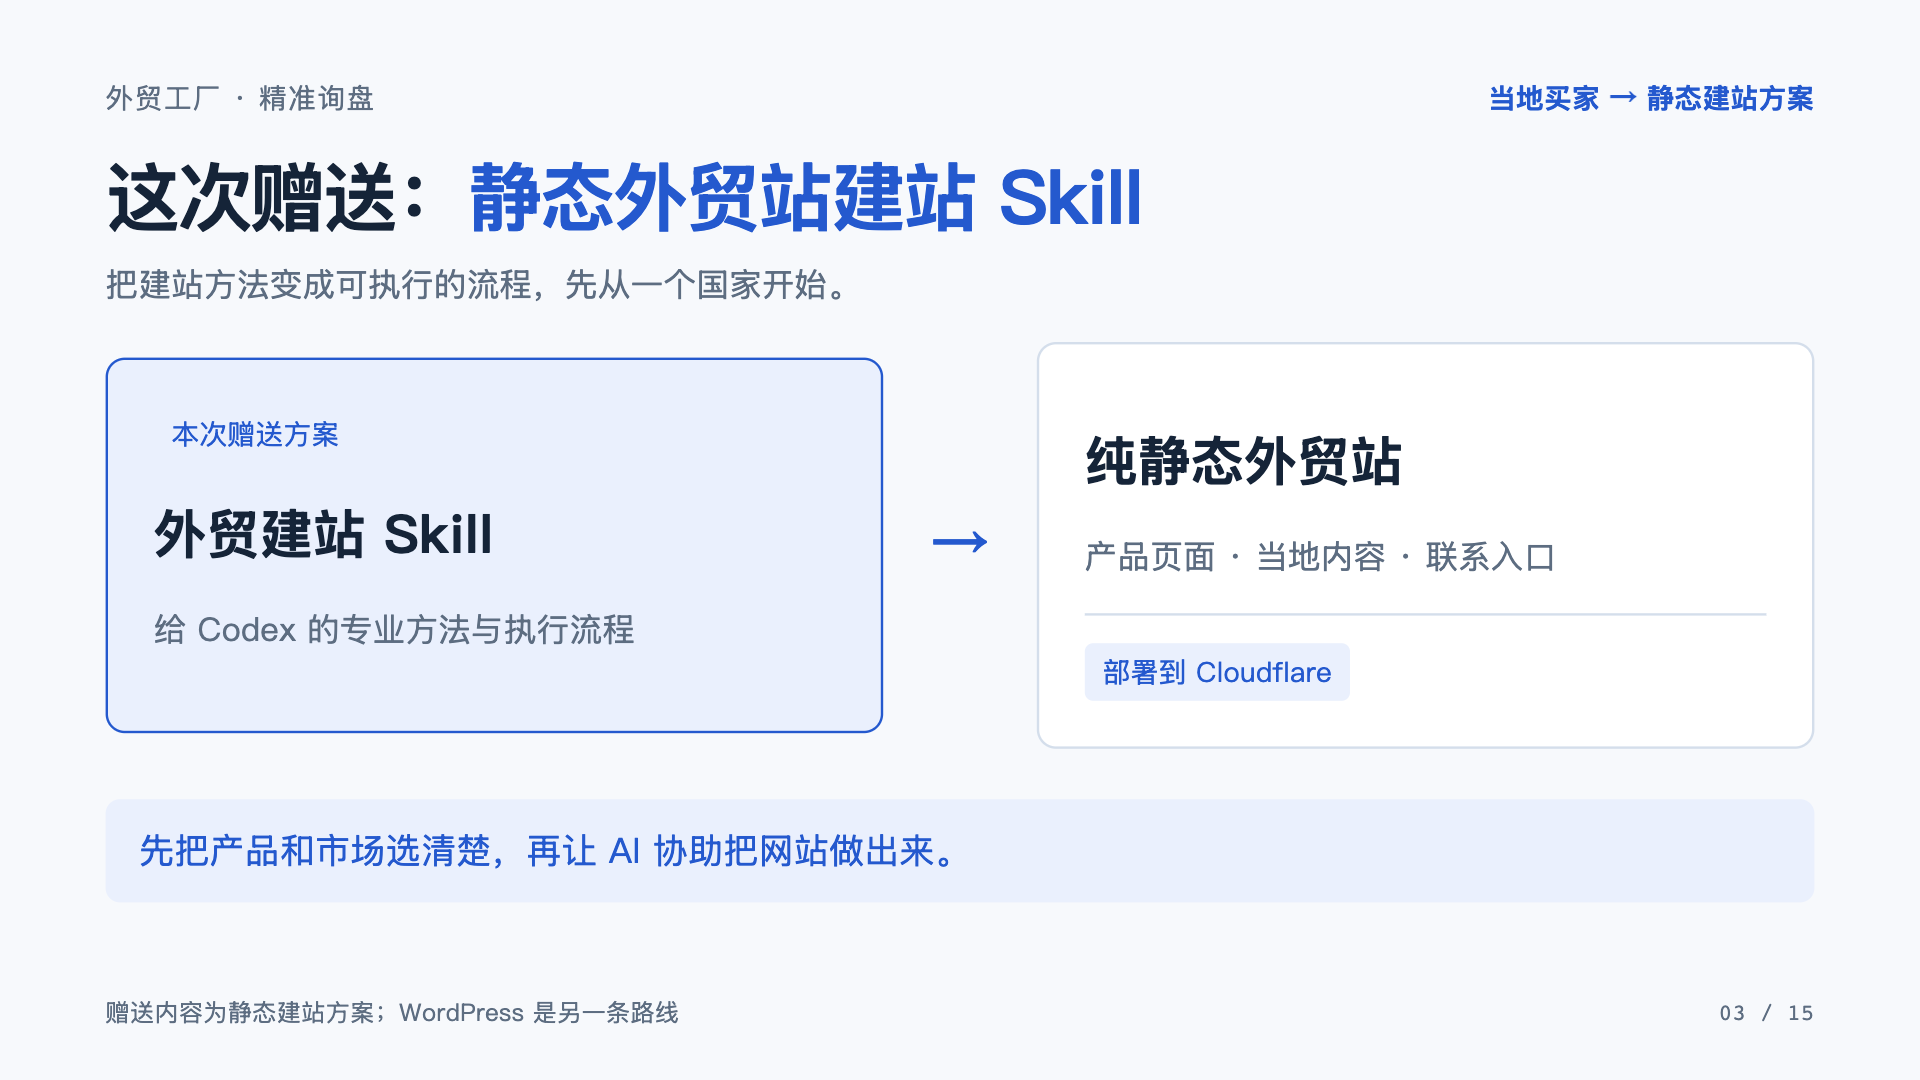 外贸工厂 · 精准询盘
当地买家 → 静态建站方案
这次赠送：静态外贸站建站 Skill
把建站方法变成可执行的流程，先从一个国家开始。
本次赠送方案
外贸建站 Skill
给 Codex 的专业方法与执行流程
→
纯静态外贸站
产品页面 · 当地内容 · 联系入口
部署到 Cloudflare
先把产品和市场选清楚，再让 AI 协助把网站做出来。
赠送内容为静态建站方案；WordPress 是另一条路线
03 / 15